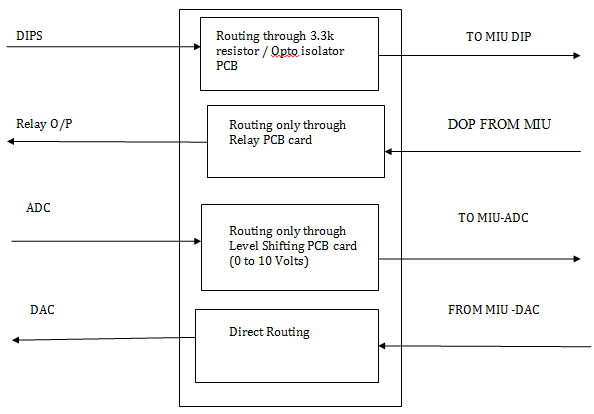 DIPS
Routing through 3.3k
resistor / Opto isolator
PCB
TO MIU DIP
Relay O/P
Routing only through
Relay PCB card
DOP FROM MIU
ADC
Routing only through
Level Shifting PCB card
(0 to 10 Volts)
TO MIU-ADC
DAC
Direct Routing
FROM MIU -DAC